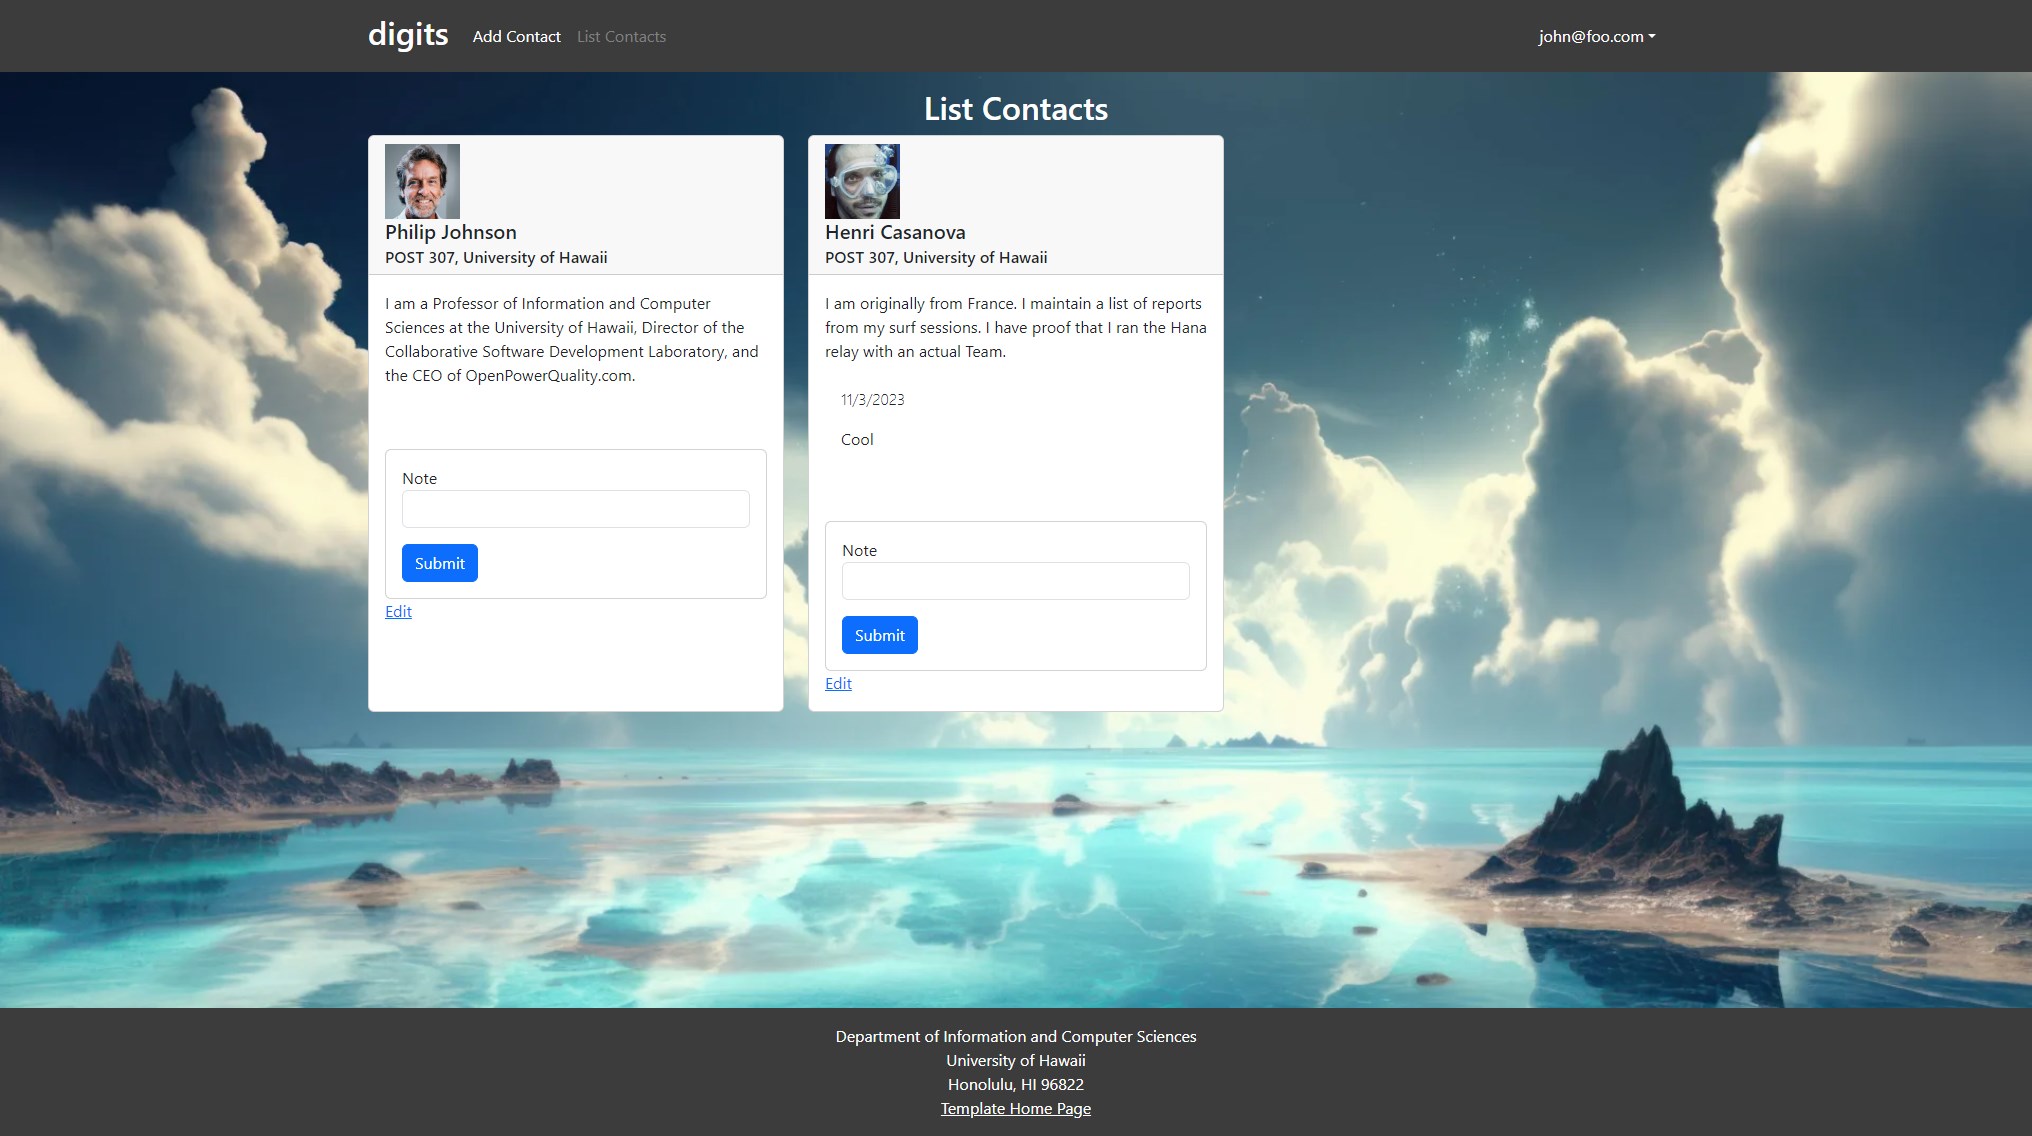 digits
Add Contact
List Contacts
john@foo.com
List Contacts
Philip Johnson
POST 307, University of Hawaii
I am a Professor of Information and Computer
Sciences at the University of Hawaii, Director of the
Collaborative Software Development Laboratory, and
the CEO of OpenPowerQuality.com.
Note
Submit
Edit
Henri Casanova
POST 307, University of Hawaii
I am originally from France. I maintain a list of reports
from my surf sessions. I have proof that I ran the Hana
relay with an actual Team.
11/3/2023
Cool
Note
Submit
Edit
Department of Information and Computer Sciences
University of Hawaii
Honolulu, HI 96822
Template Home Page